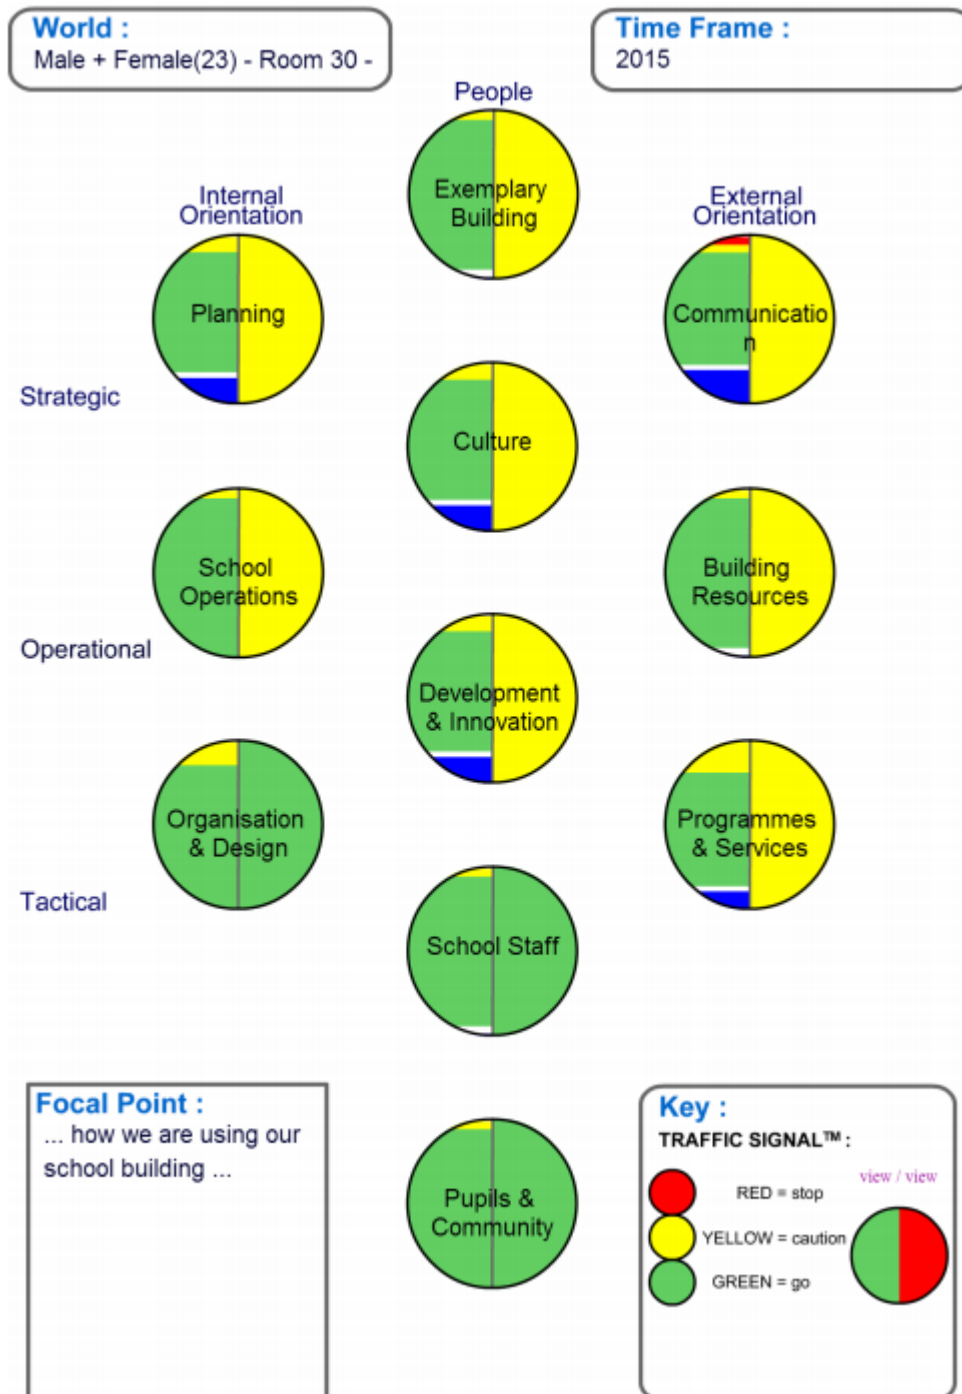 World :
Male + Female(23) - Room 30 -
Time Frame :
2015
People
Exemplary
Building
Internal
Orientation
External
Orientation
Planning
Communicatio
n
Strategic
Culture
School
Operations
Building
Resources
Operational
Development
& Innovation
Organisation
& Design
Programmes
& Services
Tactical
School Staff
Pupils &
Community
Focal Point :
... how we are using our
school building ...
Key :
TRAFFIC SIGNAL™ :
view / view
RED = stop
YELLOW = caution
GREEN = go